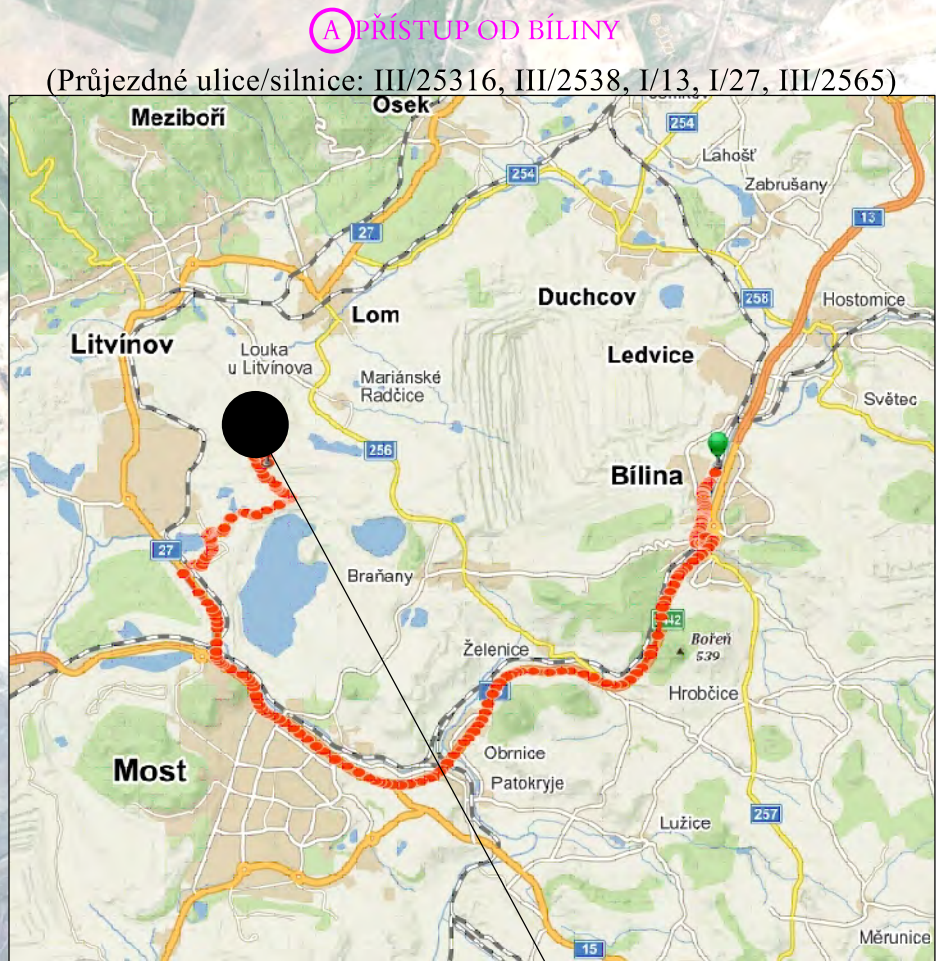 A PŘÍSTUP OD BÍLINY
(Průjezdné ulice/silnice: III/25316, III/2538, I/13, I/27, III/2565)
Osek
Meziboří
254
Lahošť
254
Zabrušany
27
13
Duchcov
258
Hostomice
Lom
Litvínov
Louka
u Litvínova
Ledvice
Mariánské
Radčice
Světec
256
Bílina
27
Braňany
Bořeň
539
Želenice
Hrobčice
Obrnice
Most
Patokryje
257
Lužice
Měrunice
15